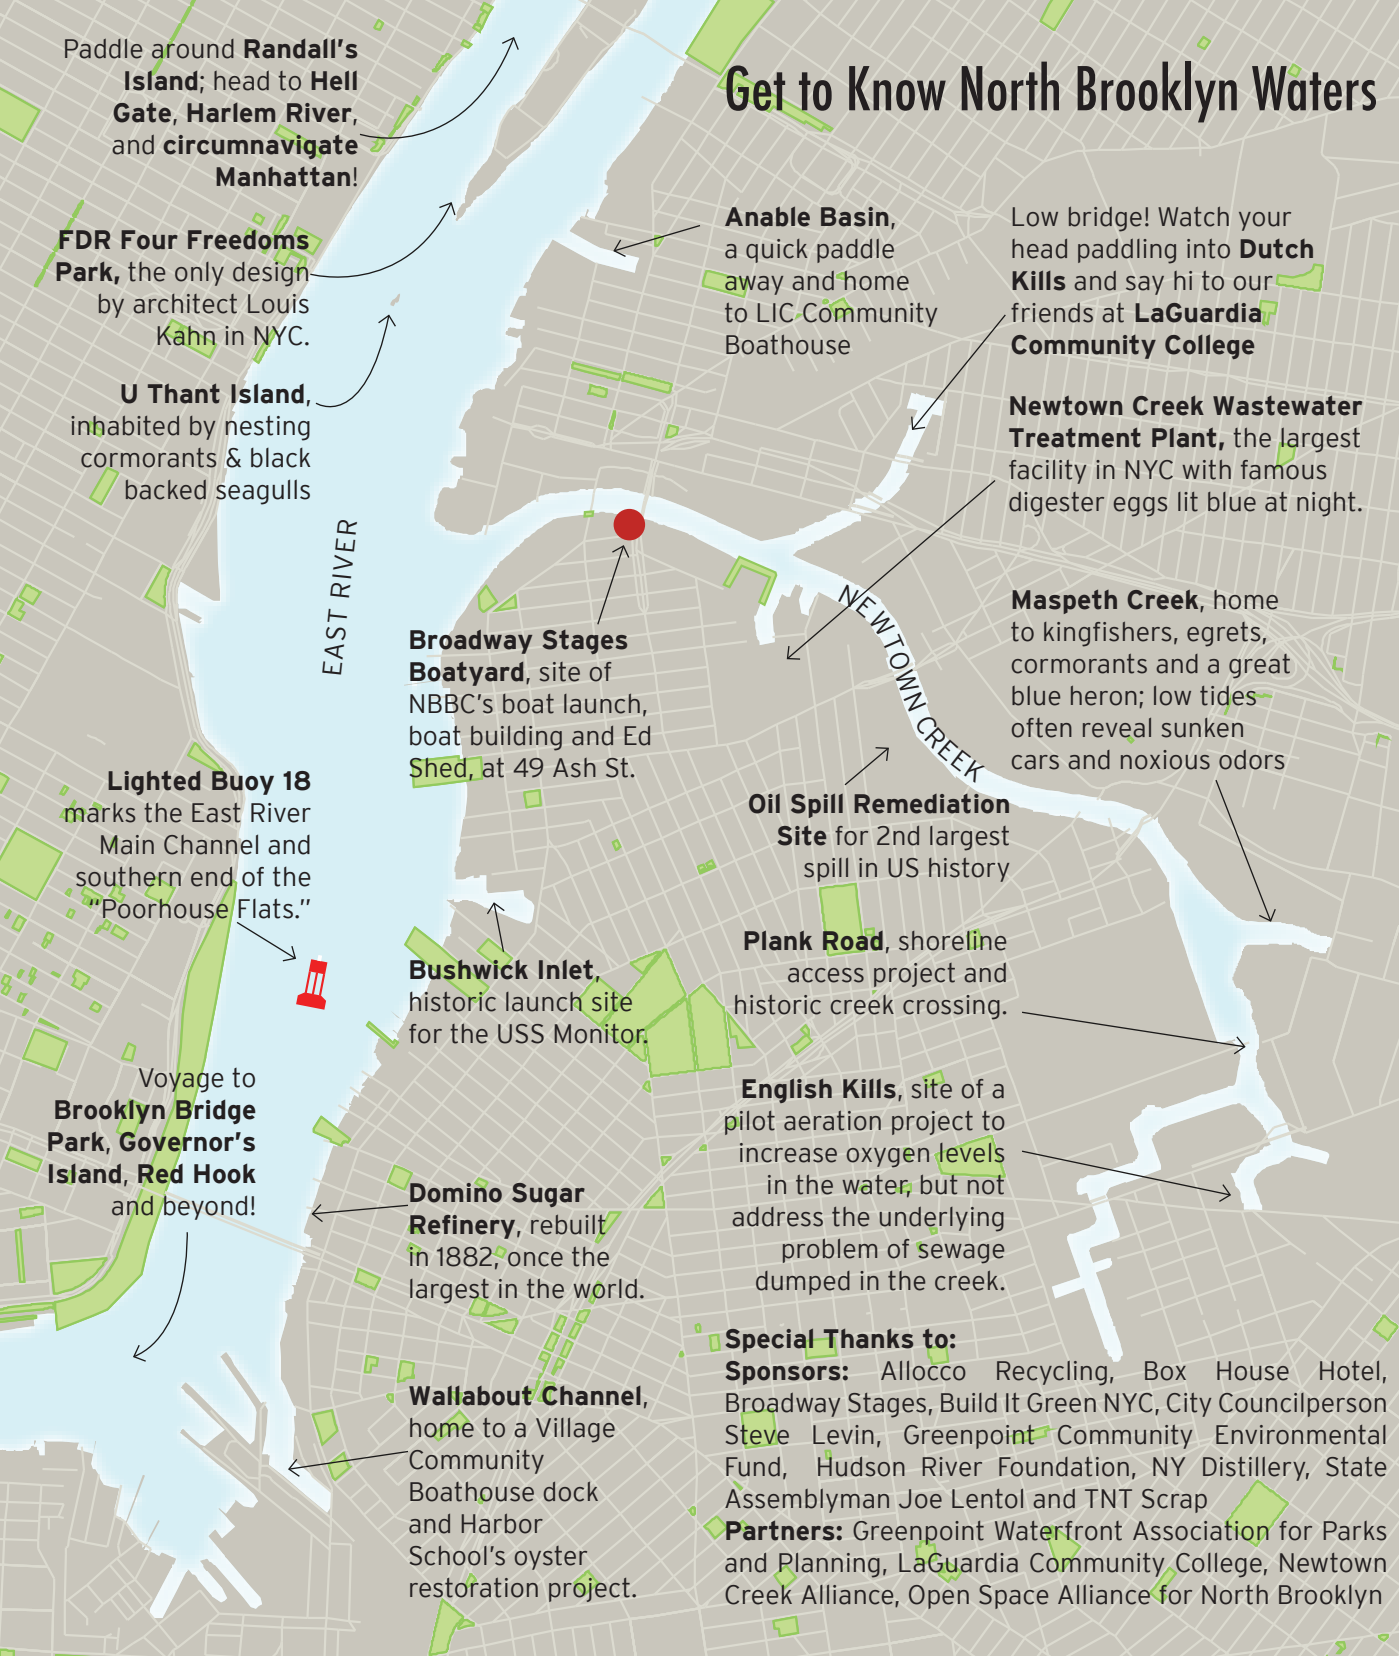 Get to Know North Brooklyn Waters
Paddle around Randall's
Island; head to Hell
Gate, Harlem River,
and circumnavigate
Manhattan!
FDR Four Freedoms
Park, the only design
by architect Louis
Kahn in NYC.
U Thant Island,
inhabited by nesting
cormorants & black
backed seagulls
EAST RIVER
Lighted Buoy 18
marks the East River
Main Channel and
southern end of the
"Poorhouse Flats."
Voyage to
Brooklyn Bridge
Park, Governor's
Island, Red Hook
and beyond!
Anable Basin,
a quick paddle
away and home
to LIC Community
Boathouse
Low bridge! Watch your
head paddling into Dutch
Kills and say hi to our
friends at LaGuardia
Community College
Newtown Creek Wastewater
Treatment Plant, the largest
facility in NYC with famous
digester eggs lit blue at night.
NEWTOWN CREEK
Broadway Stages
Boatyard, site of
NBBC's boat launch,
boat building and Ed
Shed, at 49 Ash St.
Maspeth Creek, home
to kingfishers, egrets,
cormorants and a great
blue heron; low tides
often reveal sunken
cars and noxious odors
Oil Spill Remediation
Site for 2nd largest
spill in US history
Bushwick Inlet,
historic launch site
for the USS Monitor.
Plank Road, shoreline
access project and
historic creek crossing.
English Kills, site of a
pilot aeration project to
increase oxygen levels
in the water, but not
address the underlying
problem of sewage
dumped in the creek.
Domino Sugar
Refinery, rebuilt
in 1882, once the
largest in the world.
Wallabout Channel,
home to a Village
Community
Boathouse dock
and Harbor
School's oyster
restoration project.
Special Thanks to:
Sponsors: Allocco Recycling, Box House Hotel,
Broadway Stages, Build It Green NYC, City Councilperson
Steve Levin, Greenpoint Community Environmental
Fund, Hudson River Foundation, NY Distillery, State
Assemblyman Joe Lentol and TNT Scrap
Partners: Greenpoint Waterfront Association for Parks
and Planning, LaGuardia Community College, Newtown
Creek Alliance, Open Space Alliance for North Brooklyn